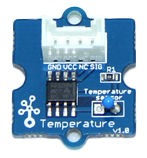 GND VCC NC SIG
R1
Temperature
Sensor
Temperature
v1.0